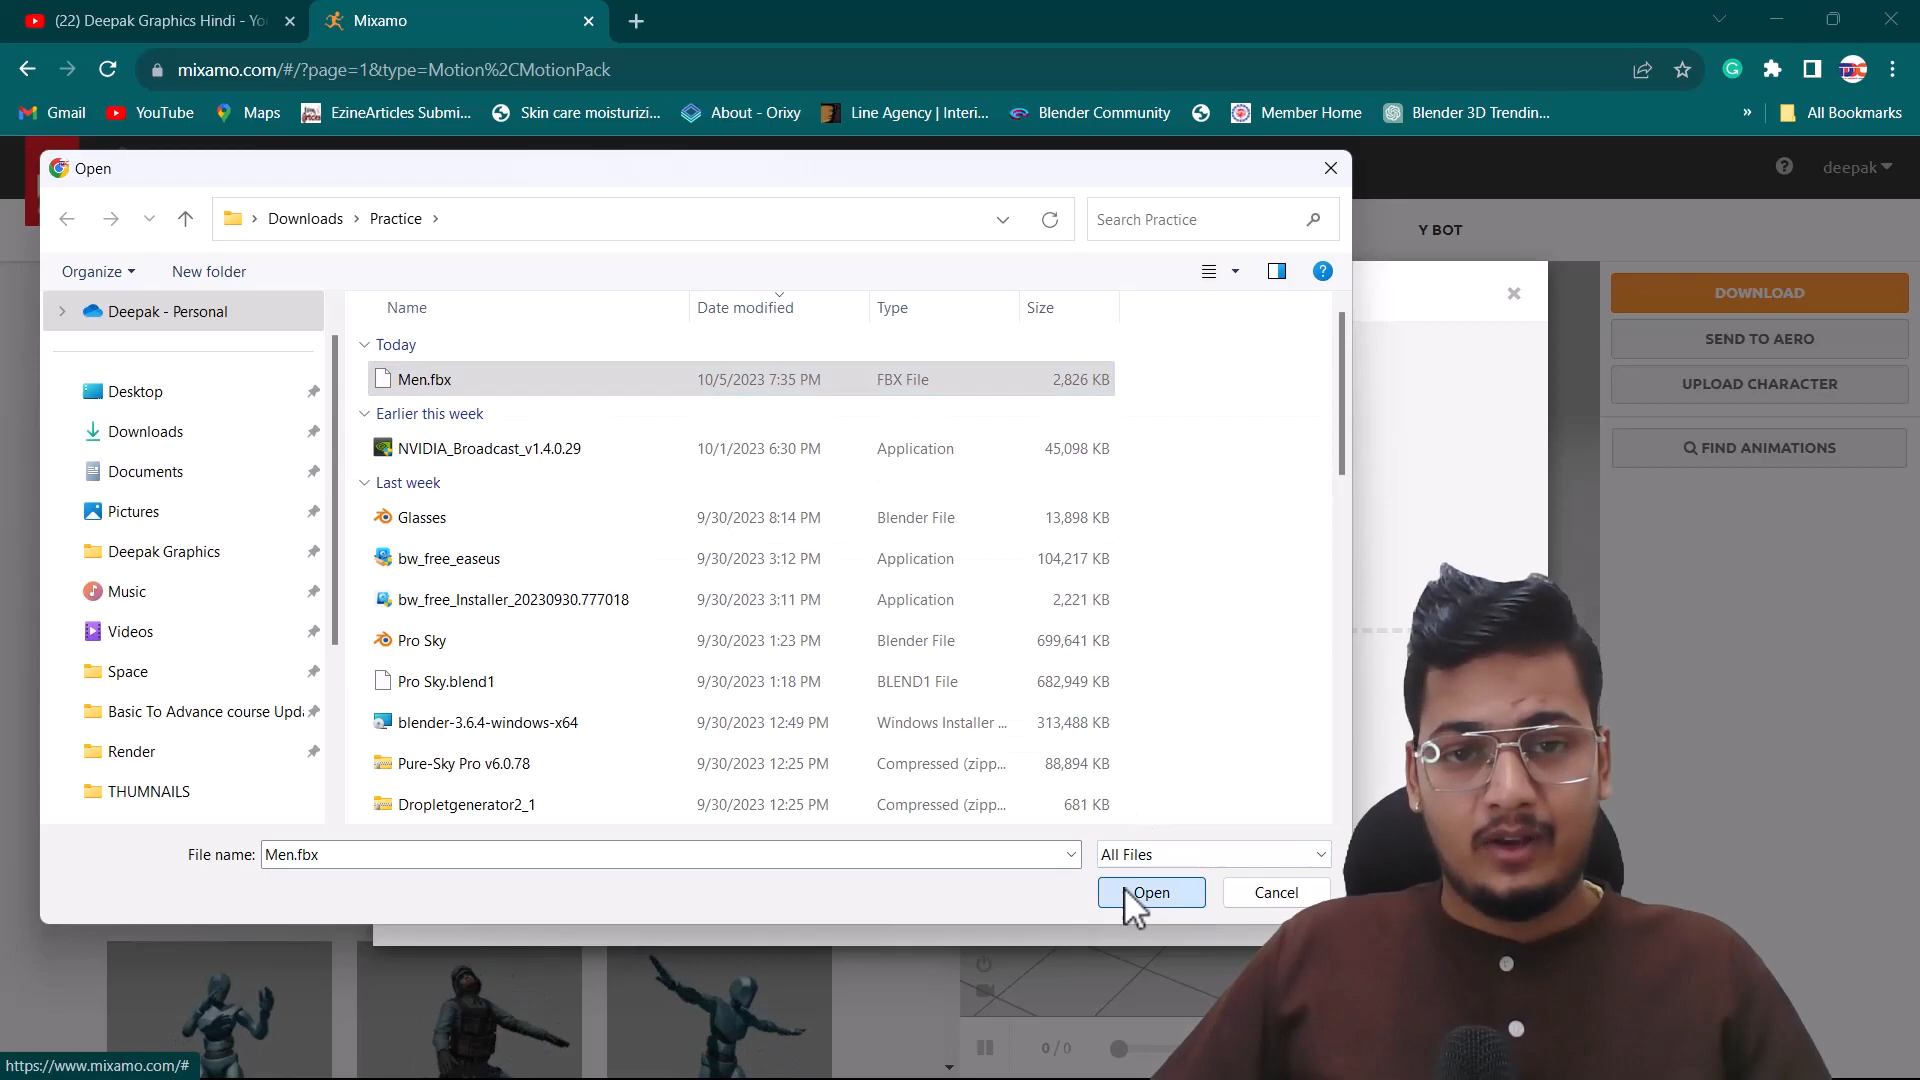 (22) Deepak Graphics Hindi - Yo
Mixamo
mixamo.com/#/?page=1&type=Motion%2CMotionPack
Gmail
YouTube
Maps
EzineArticles Submi...
Skin care moisturizi...
About - Orixy
Line Agency | Interi...
Blender Community
Member Home
Blender 3D Trendin...
»
All Bookmarks
Open
deepak
Downloads
Practice
Search Practice
Y BOT
Organize
New folder
Deepak - Personal
Desktop
Downloads
Documents
Pictures
Deepak Graphics
Music
Videos
Space
Basic To Advance course Upd
Render
THUMNAILS
Name Date modified Type Size
Today
Men.fbx 10/5/2023 7:35 PM FBX File 2,826 KB
Earlier this week
NVIDIA_Broadcast_v1.4.0.29 10/1/2023 6:30 PM Application 45,098 KB
Last week
Glasses 9/30/2023 8:14 PM Blender File 13,898 KB
bw_free_easeus 9/30/2023 3:12 PM Application 104,217 KB
bw_free_Installer_20230930.777018 9/30/2023 3:11 PM Application 2,221 KB
Pro Sky 9/30/2023 1:23 PM Blender File 699,641 KB
Pro Sky.blend1 9/30/2023 1:18 PM BLEND1 File 682,949 KB
blender-3.6.4-windows-x64 9/30/2023 12:49 PM Windows Installer ... 313,488 KB
Pure-Sky Pro v6.0.78 9/30/2023 12:25 PM Compressed (zipp... 88,894 KB
Dropletgenerator2_1 9/30/2023 12:25 PM Compressed (zipp... 681 KB
File name: Men.fbx
All Files
Open
Cancel
DOWNLOAD
SEND TO AERO
UPLOAD CHARACTER
FIND ANIMATIONS
0 / 0
https://www.mixamo.com/#